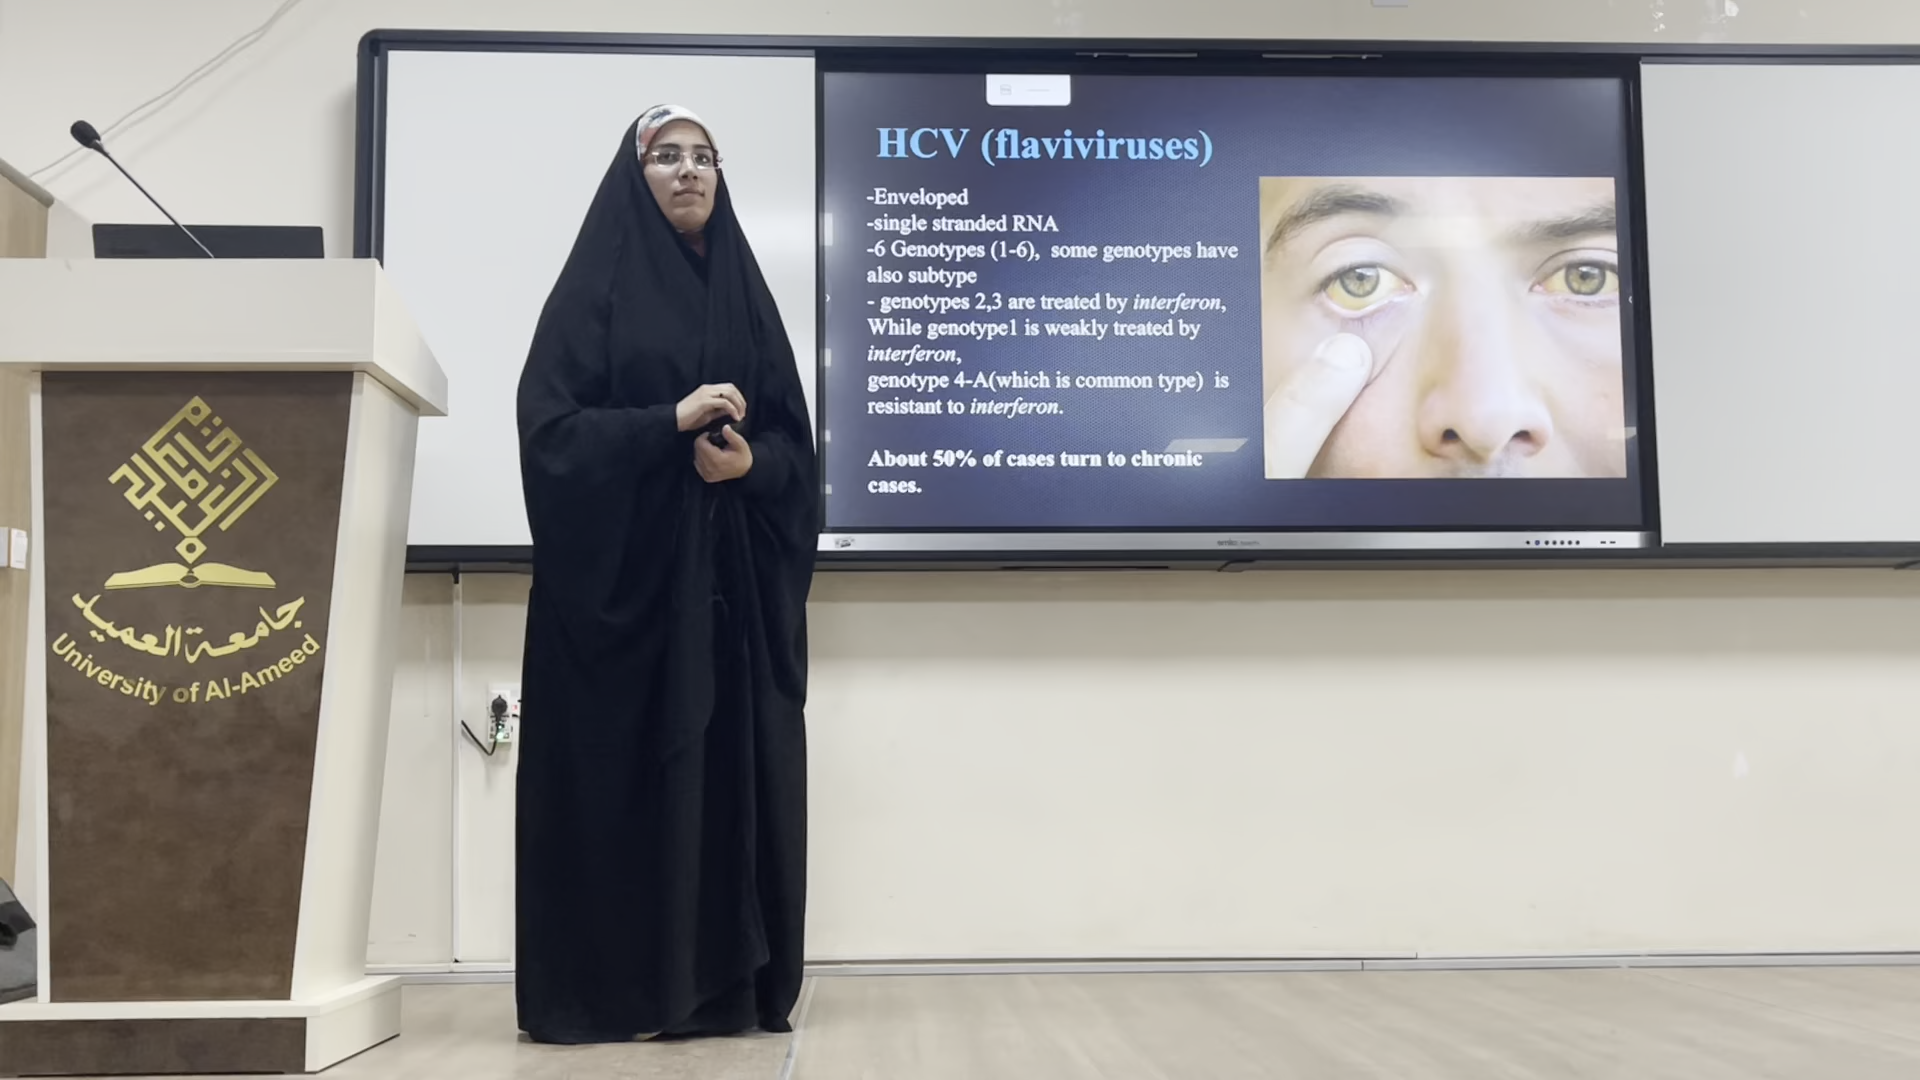 HCV (flaviviruses)
-Enveloped
-single stranded RNA
-6 Genotypes (1-6),  some genotypes have
also subtype
- genotypes 2,3 are treated by interferon,
While genotype1 is weakly treated by
interferon,
genotype 4-A(which is common type)  is
resistant to interferon.
About 50% of cases turn to chronic
cases.
جامعة العميد
University of Al-Ameed